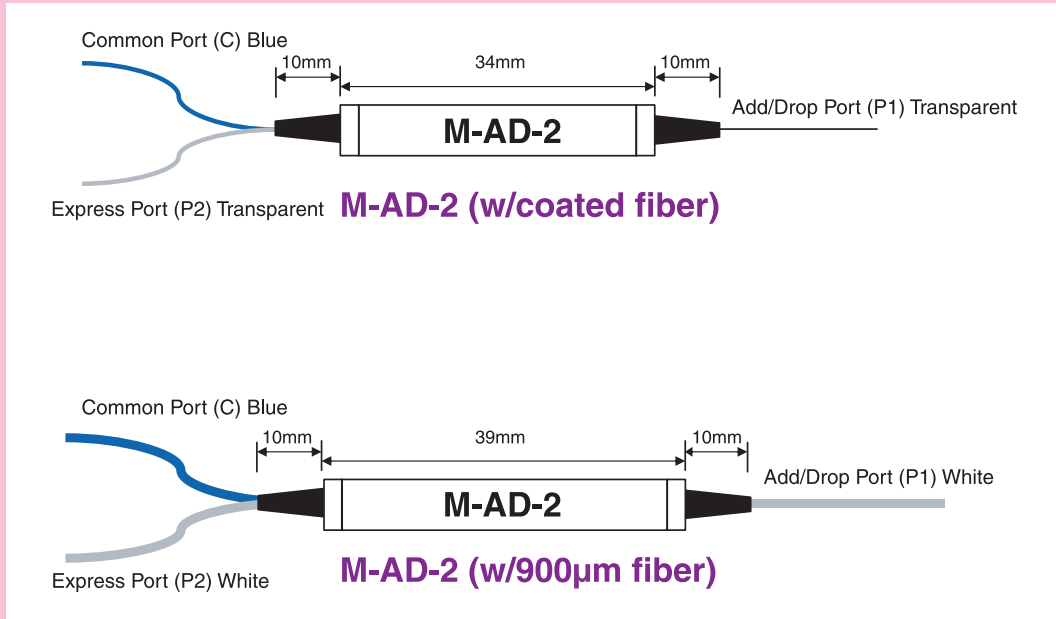 Common Port (C) Blue
10mm
34mm
10mm
Add/Drop Port (P1) Transparent
M-AD-2
Express Port (P2) Transparent
M-AD-2 (w/coated fiber)
Common Port (C) Blue
10mm
39mm
10mm
Add/Drop Port (P1) White
M-AD-2
Express Port (P2) White
M-AD-2 (w/900µm fiber)